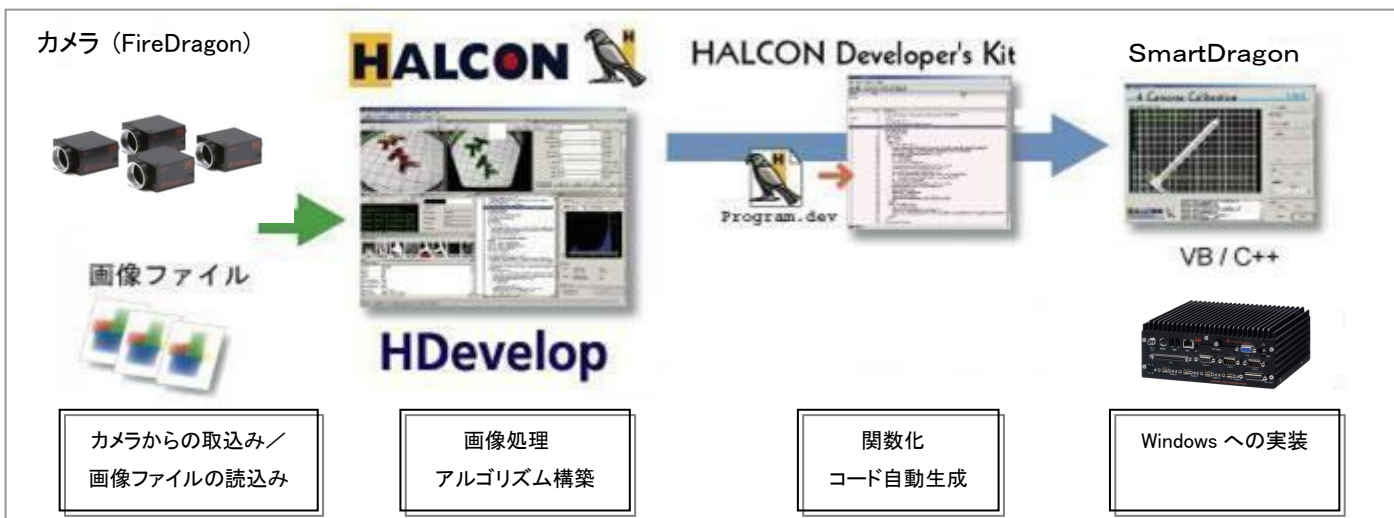 カメラ (FireDragon)
HALCON
H
HALCON Developer's Kit
SmartDragon
4 Cameras Calibration
H
Program.dev
VB / C++
画像ファイル
HDevelop
カメラからの取込み／
画像ファイルの読込み
画像処理
アルゴリズム構築
関数化
コード自動生成
Windows への実装